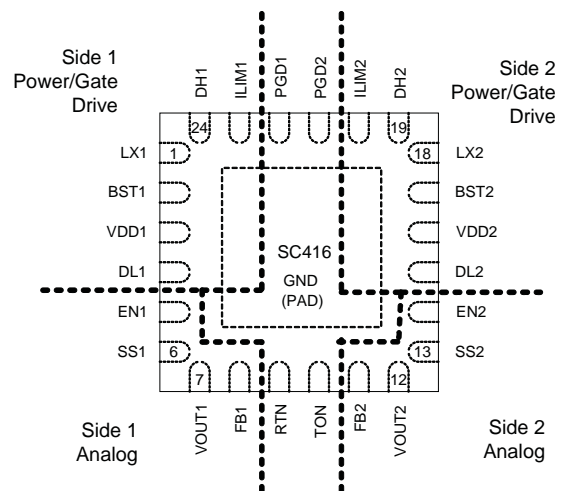 Side 1
Power/Gate
Drive
DH1
ILIM1
PGD1
PGD2
ILIM2
DH2
Side 2
Power/Gate
Drive
24
19
LX1
1
18
LX2
BST1
BST2
VDD1
VDD2
SC416
GND
(PAD)
DL1
DL2
EN1
EN2
SS1
6
13
SS2
7
12
VOUT1
FB1
RTN
TON
FB2
VOUT2
Side 1
Analog
Side 2
Analog